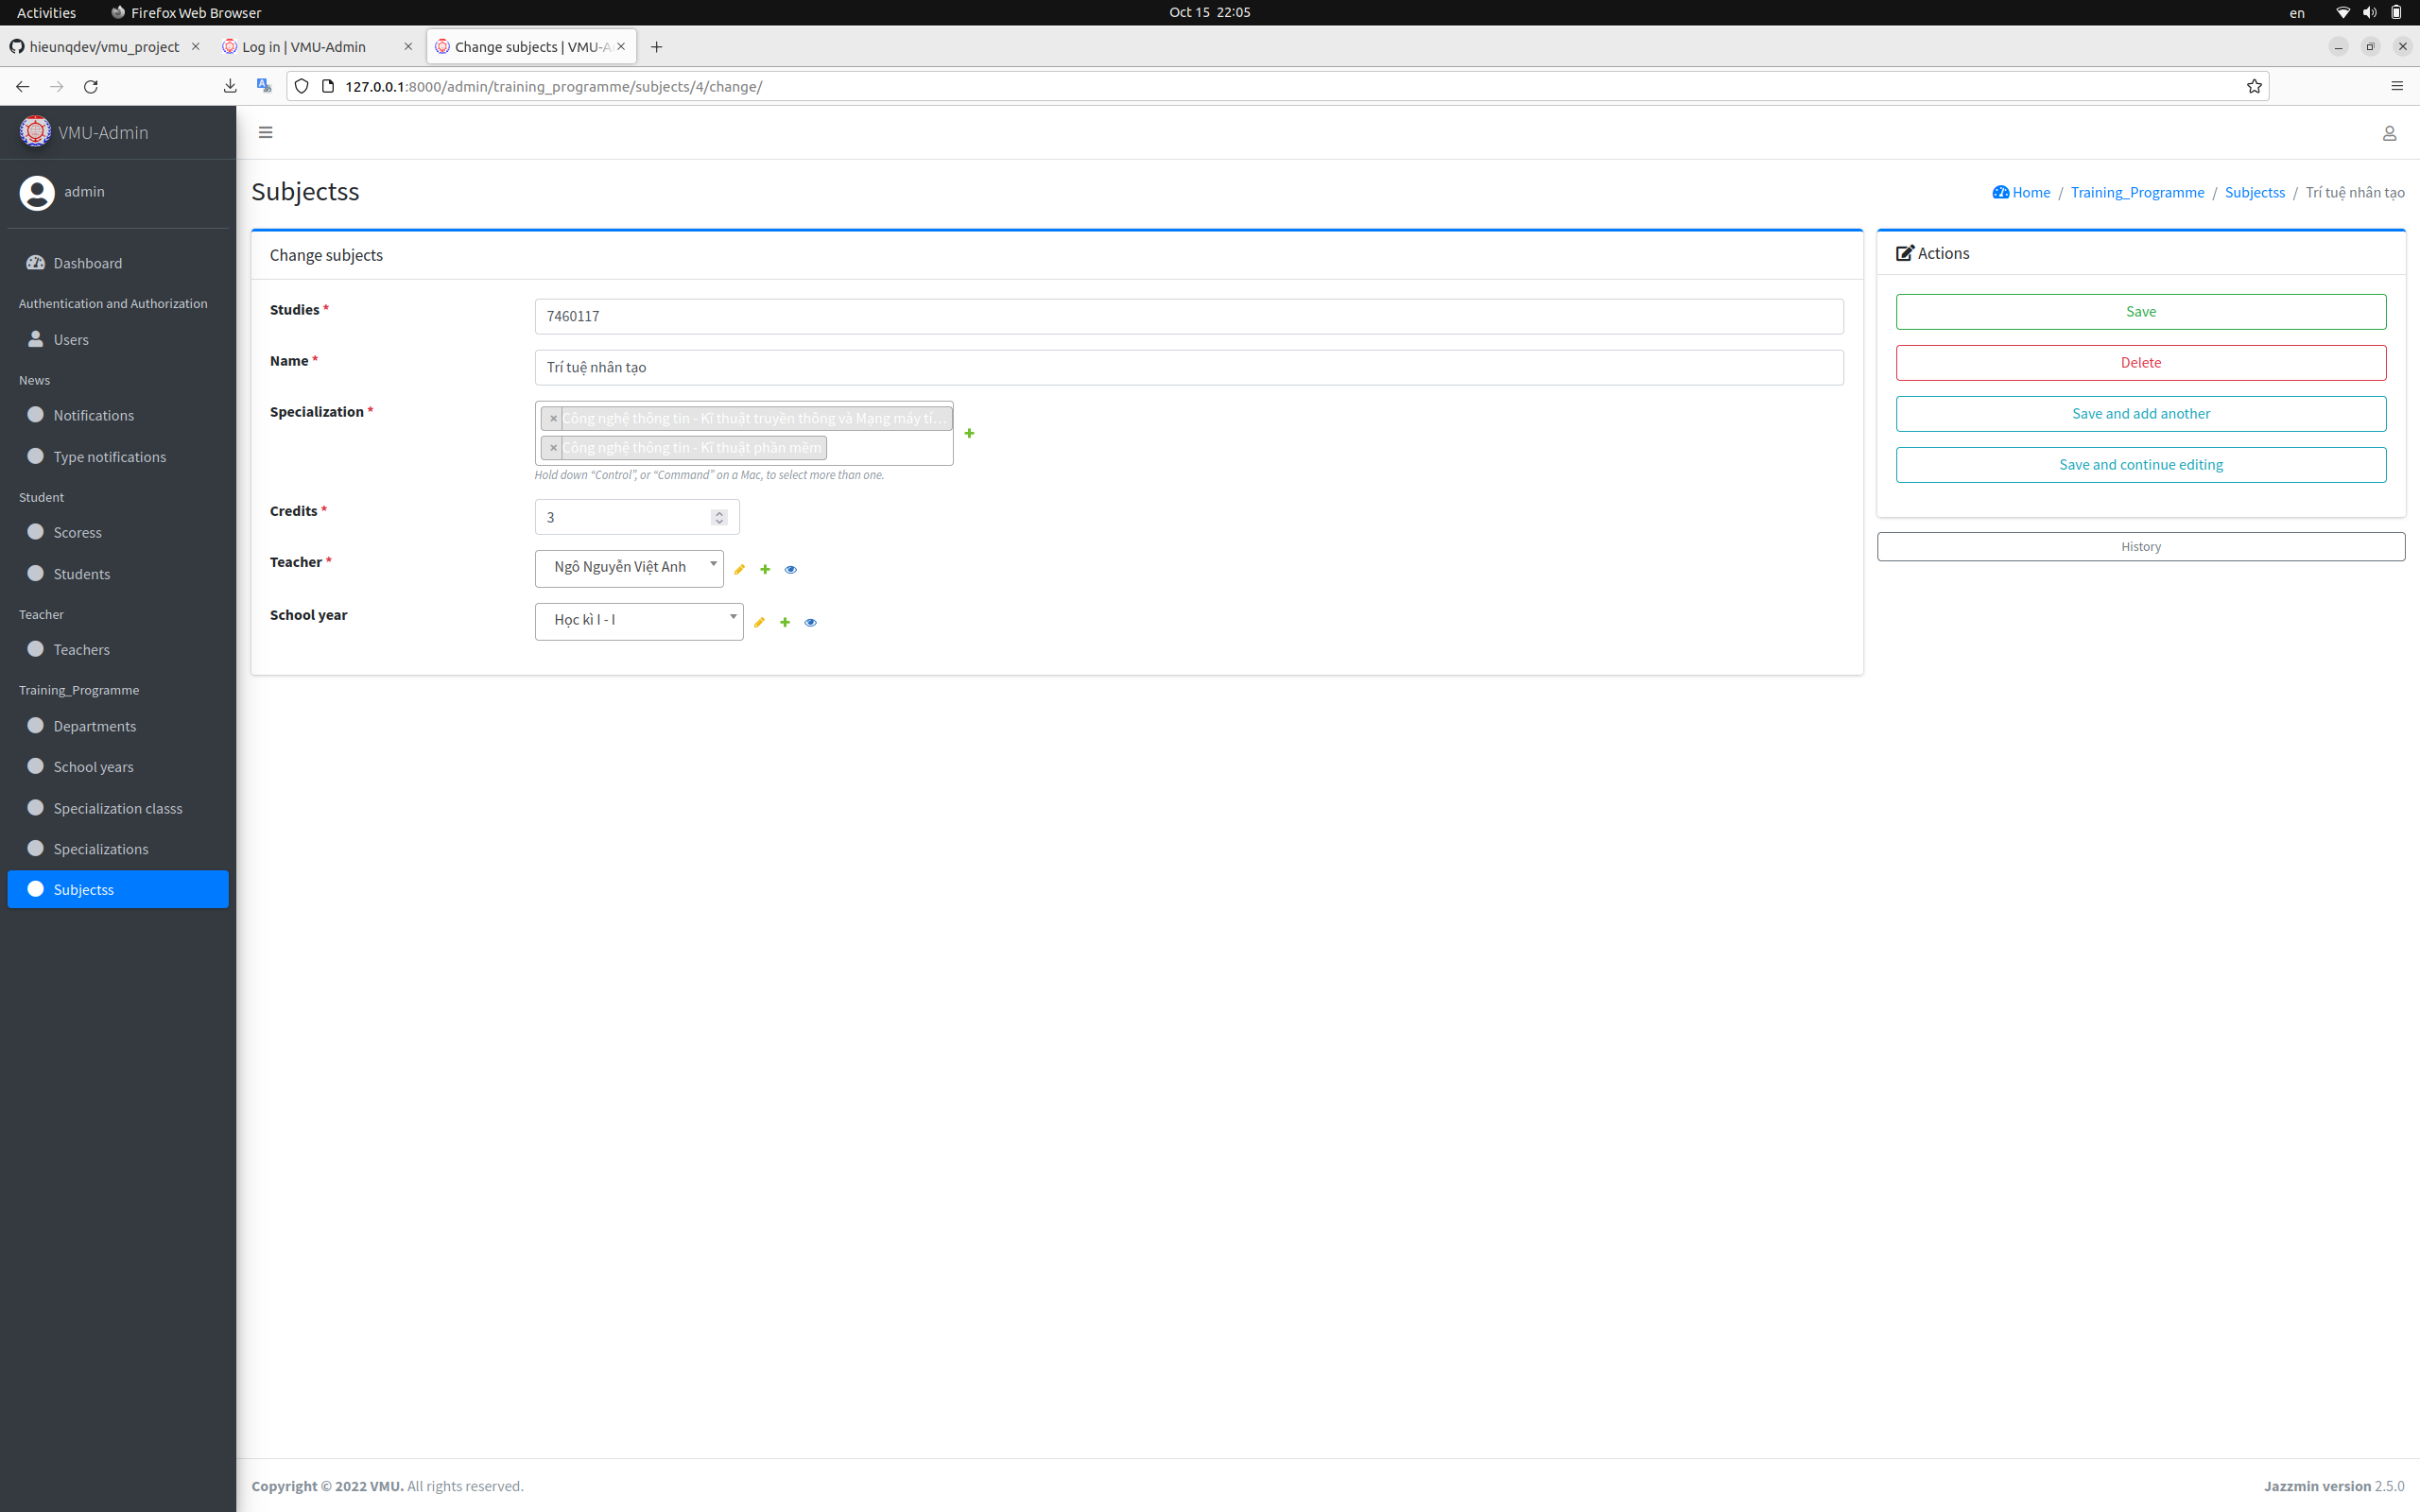 Activities
Firefox Web Browser
Oct 15 22:05
en
hieunqdev/vmu_project
Log in | VMU-Admin
Change subjects | VMU-A
127.0.0.1:8000/admin/training_programme/subjects/4/change/
VMU-Admin
admin
Dashboard
Authentication and Authorization
Users
News
Notifications
Type notifications
Student
Scoress
Students
Teacher
Teachers
Training_Programme
Departments
School years
Specialization classs
Specializations
Subjectss
Subjectss
Home / Training_Programme / Subjectss / Trí tuệ nhân tạo
Change subjects
Studies *
7460117
Name *
Trí tuệ nhân tạo
Specialization *
× Công nghệ thông tin - Kĩ thuật truyền thông và Mạng máy tí...
× Công nghệ thông tin - Kĩ thuật phần mềm
Hold down “Control”, or “Command” on a Mac, to select more than one.
Credits *
3
Teacher *
Ngô Nguyễn Việt Anh
School year
Học kì I - I
Actions
Save
Delete
Save and add another
Save and continue editing
History
Copyright © 2022 VMU. All rights reserved.
Jazzmin version 2.5.0